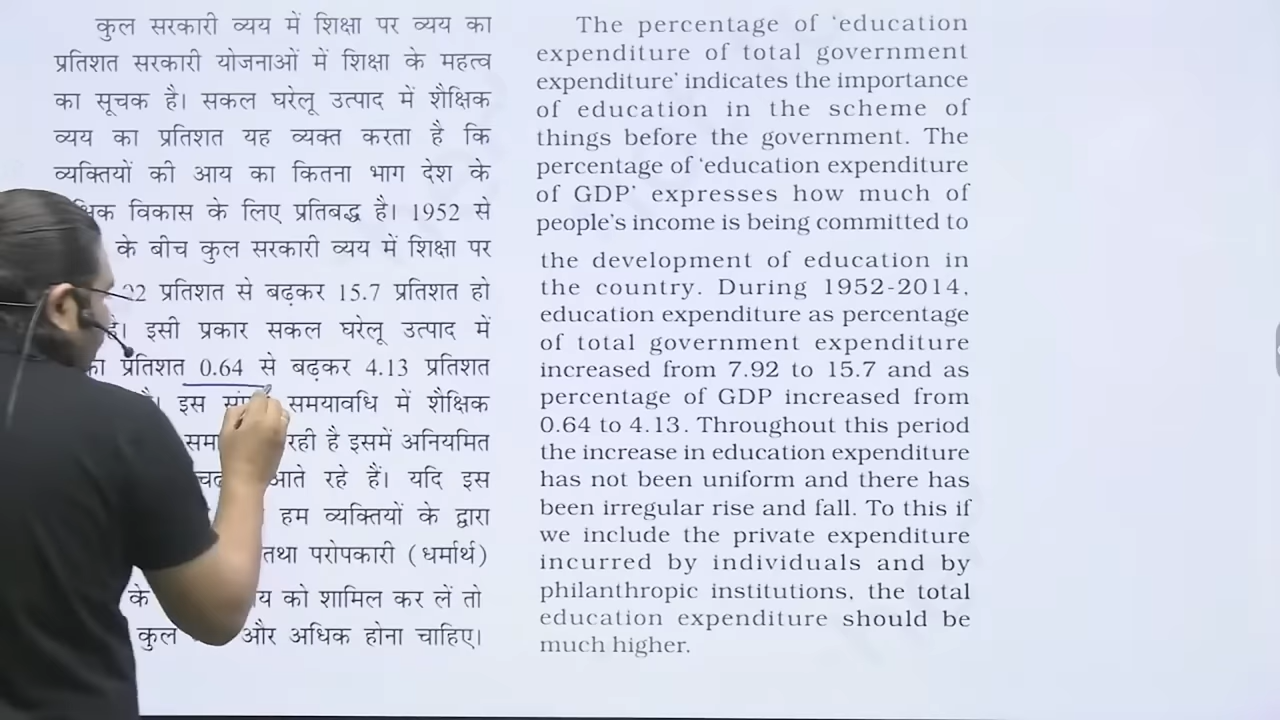 कुल सरकारी व्यय में शिक्षा पर व्यय का
प्रतिशत सरकारी योजनाओं में शिक्षा के महत्व
का सूचक है। सकल घरेलू उत्पाद में शैक्षिक
व्यय का प्रतिशत यह व्यक्त करता है कि
व्यक्तियों की आय का कितना भाग देश के
विकास के लिए प्रतिबद्ध है। 1952 से
के बीच कुल सरकारी व्यय में शिक्षा पर
प्रतिशत से बढ़कर 15.7 प्रतिशत हो
इसी प्रकार सकल घरेलू उत्पाद में
प्रतिशत 0.64 से बढ़कर 4.13 प्रतिशत
इस समयावधि में शैक्षिक
रही है इसमें अनियमित
आते रहे हैं। यदि इस
हम व्यक्तियों के द्वारा
तथा परोपकारी (धर्मार्थ)
के को शामिल कर लें तो
कुल और अधिक होना चाहिए।
The percentage of ‘education
expenditure of total government
expenditure’ indicates the importance
of education in the scheme of
things before the government. The
percentage of ‘education expenditure
of GDP’ expresses how much of
people’s income is being committed to
the development of education in
the country. During 1952-2014,
education expenditure as percentage
of total government expenditure
increased from 7.92 to 15.7 and as
percentage of GDP increased from
0.64 to 4.13. Throughout this period
the increase in education expenditure
has not been uniform and there has
been irregular rise and fall. To this if
we include the private expenditure
incurred by individuals and by
philanthropic institutions, the total
education expenditure should be
much higher.